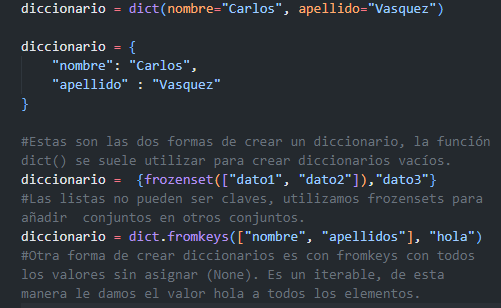 diccionario = dict(nombre="Carlos", apellido="Vasquez")
diccionario = {
"nombre": "Carlos",
"apellido" : "Vasquez"
}
#Estas son las dos formas de crear un diccionario, la función
dict() se suele utilizar para crear diccionarios vacíos.
diccionario =  {frozenset(["dato1", "dato2"]),"dato3"}
#Las listas no pueden ser claves, utilizamos frozensets para
añadir  conjuntos en otros conjuntos.
diccionario = dict.fromkeys(["nombre", "apellidos"], "hola")
#Otra forma de crear diccionarios es con fromkeys con todos
los valores sin asignar (None). Es un iterable, de esta
manera le damos el valor hola a todos los elementos.